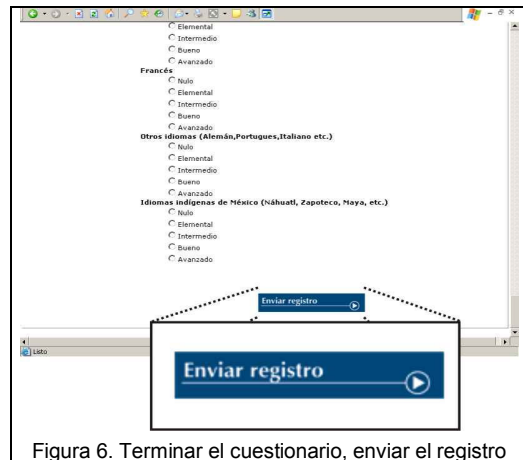 Elemental
Intermedio
Bueno
Avanzado
Francés
Nulo
Elemental
Intermedio
Bueno
Avanzado
Otros idiomas (Alemán,Portugues,Italiano etc.)
Nulo
Elemental
Intermedio
Bueno
Avanzado
Idiomas indígenas de México (Náhuatl, Zapoteco, Maya, etc.)
Nulo
Elemental
Intermedio
Bueno
Avanzado
Enviar registro
Listo
Enviar registro
Figura 6. Terminar el cuestionario, enviar el registro